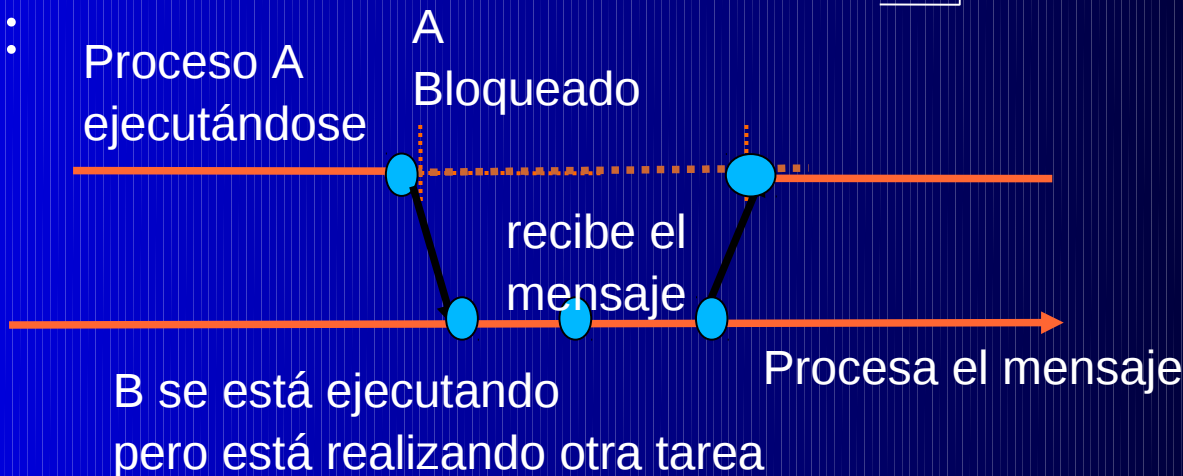 Proceso A
ejecutándose
A
Bloqueado
recibe el
mensaje
Procesa el mensaje
B se está ejecutando
pero está realizando otra tarea